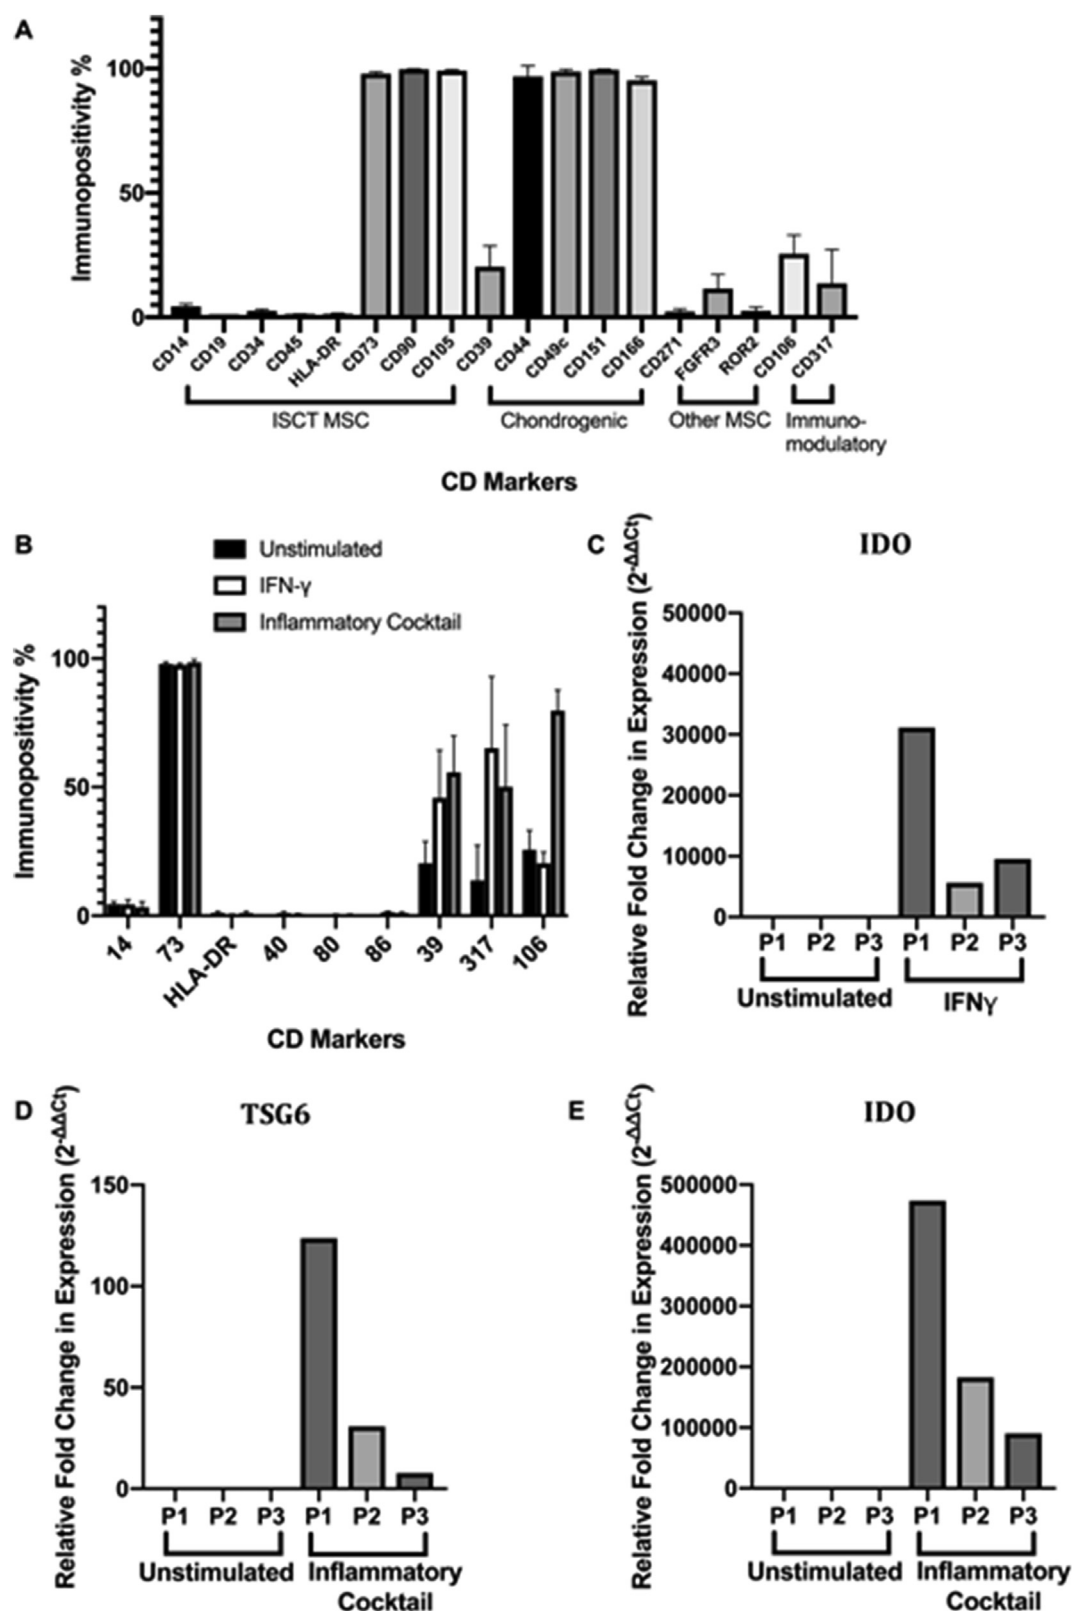 A
Immunopositivity %
100
50
0
CD14
CD19
CD34
CD45
HLA-DR
CD73
CD90
CD105
CD39
CD44
CD49c
CD151
CD166
CD271
FGFR3
ROR2
CD106
CD317
ISCT MSC
Chondrogenic
Other MSC
Immuno-
modulatory
CD Markers
B
Unstimulated
IFN-γ
Inflammatory Cocktail
Immunopositivity %
100
50
0
14
73
HLA-DR
40
80
86
39
317
106
CD Markers
C
IDO
Relative Fold Change in Expression (2^-ΔΔCt)
50000
40000
30000
20000
10000
0
P1 P2 P3 P1 P2 P3
Unstimulated
IFNγ
D
TSG6
Relative Fold Change in Expression (2^-ΔΔCt)
150
100
50
0
P1 P2 P3 P1 P2 P3
Unstimulated
Inflammatory
Cocktail
E
IDO
Relative Fold Change in Expression (2^-ΔΔCt)
500000
400000
300000
200000
100000
0
P1 P2 P3 P1 P2 P3
Unstimulated
Inflammatory
Cocktail